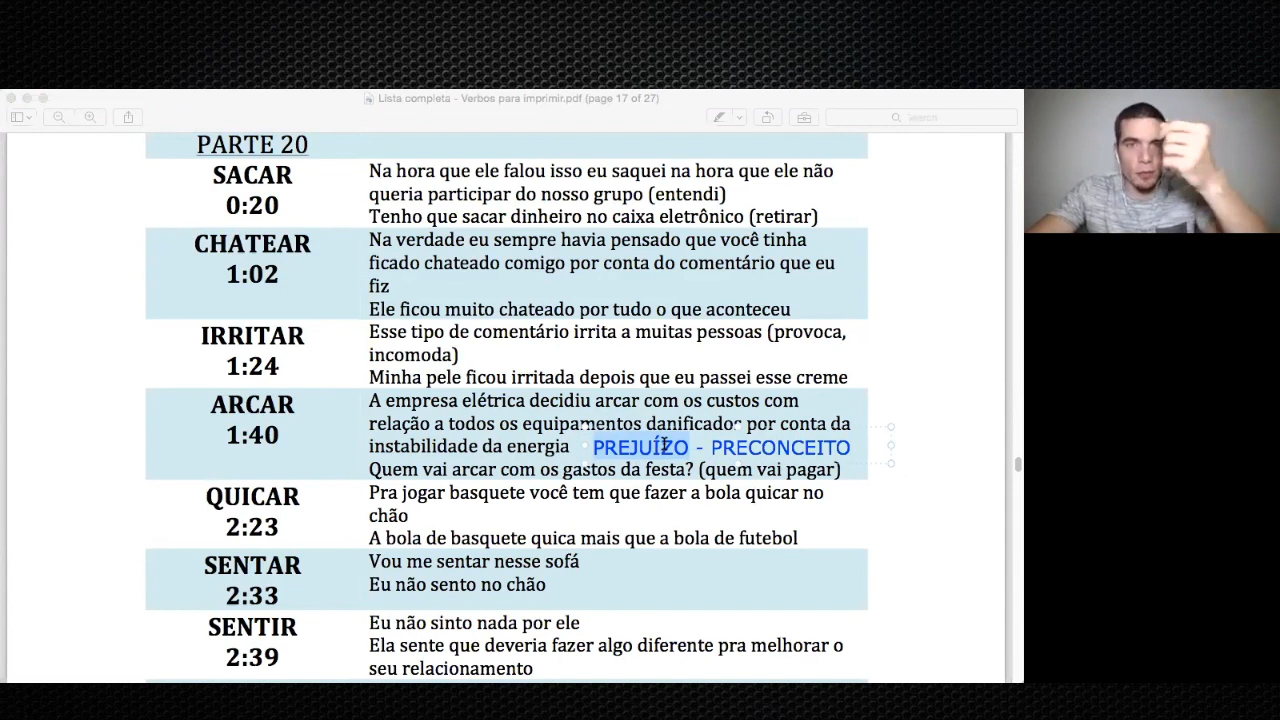 Lista completa - Verbos para imprimir.pdf (page 17 of 27)
Search
PARTE 20
SACAR
0:20
Na hora que ele falou isso eu saquei na hora que ele não
queria participar do nosso grupo (entendi)
Tenho que sacar dinheiro no caixa eletrônico (retirar)
CHATEAR
1:02
Na verdade eu sempre havia pensado que você tinha
ficado chateado comigo por conta do comentário que eu
fiz
Ele ficou muito chateado por tudo o que aconteceu
IRRITAR
1:24
Esse tipo de comentário irrita a muitas pessoas (provoca,
incomoda)
Minha pele ficou irritada depois que eu passei esse creme
ARCAR
1:40
A empresa elétrica decidiu arcar com os custos com
relação a todos os equipamentos danificados por conta da
instabilidade da energia
PREJUÍZO - PRECONCEITO
Quem vai arcar com os gastos da festa? (quem vai pagar)
QUICAR
2:23
Pra jogar basquete você tem que fazer a bola quicar no
chão
A bola de basquete quica mais que a bola de futebol
SENTAR
2:33
Vou me sentar nesse sofá
Eu não sento no chão
SENTIR
2:39
Eu não sinto nada por ele
Ela sente que deveria fazer algo diferente pra melhorar o
seu relacionamento